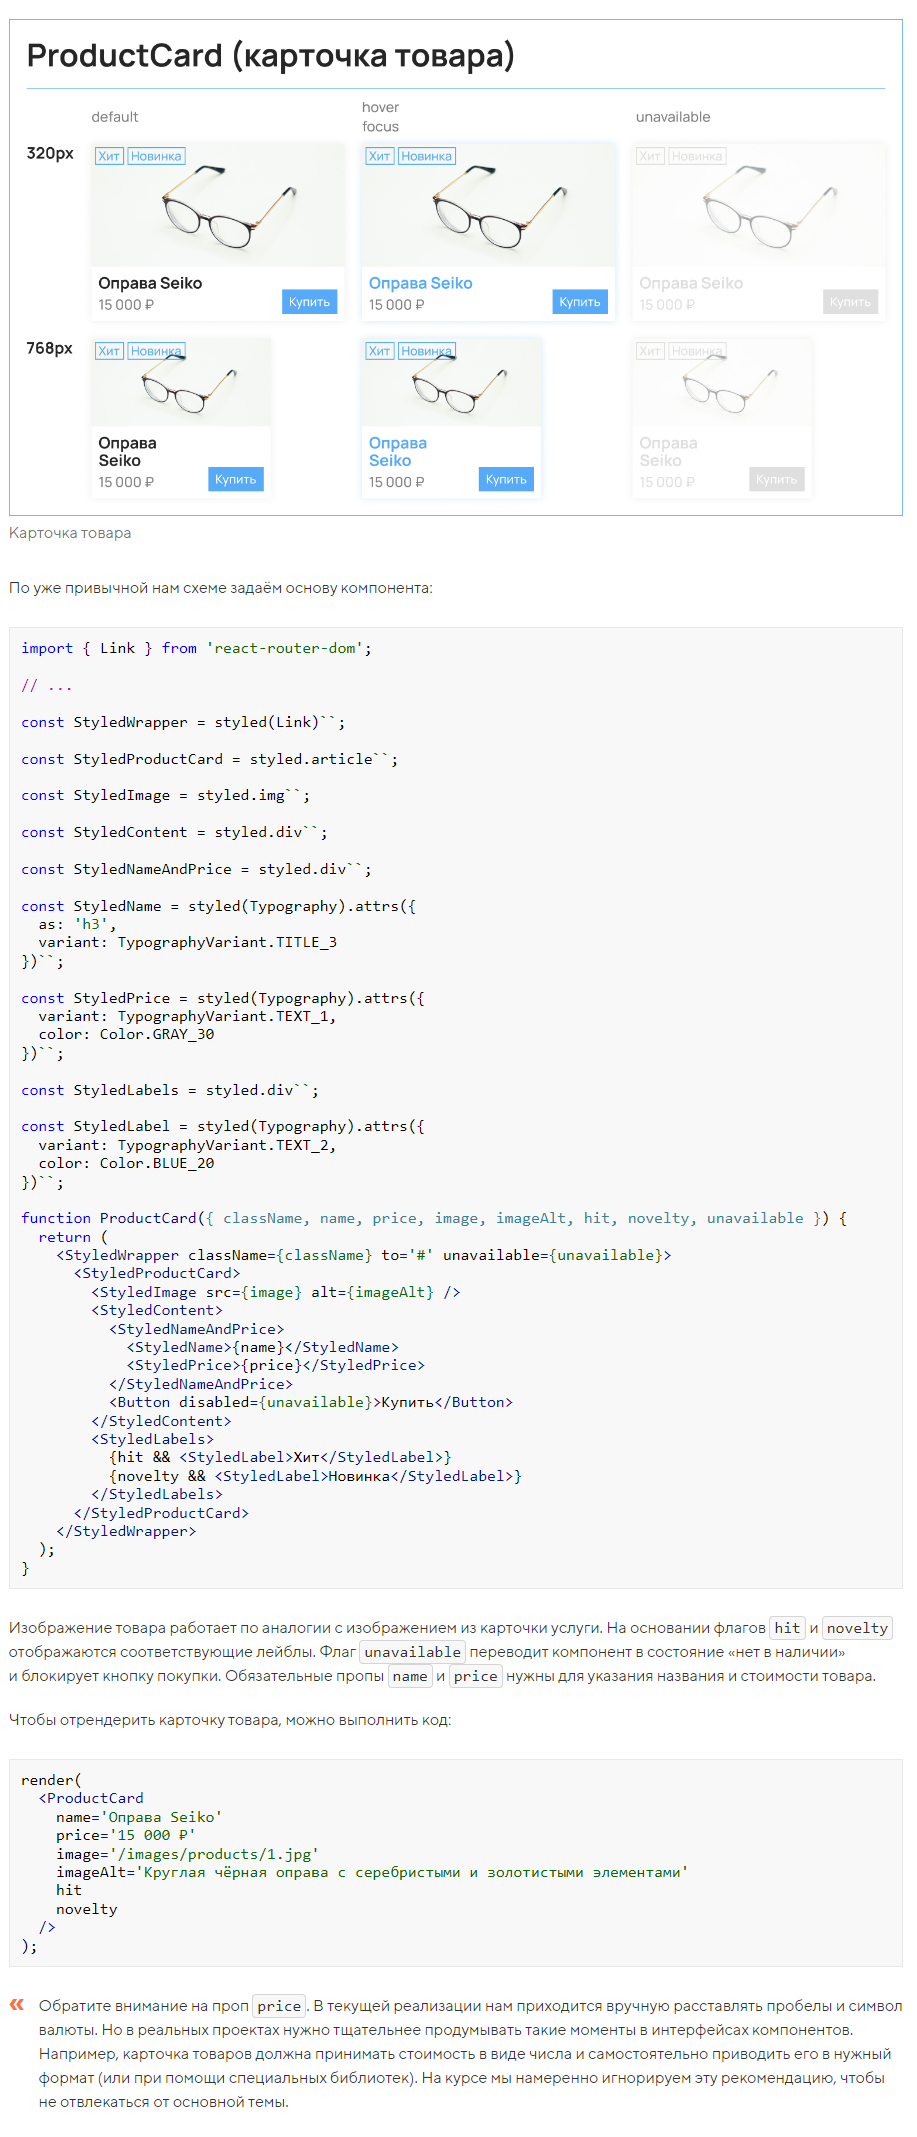 ProductCard (карточка товара)
default
hover
focus
unavailable
320px
Хит Новинка
Хит Новинка
Хит Новинка
Оправа Seiko
15 000 ₽
Купить
Оправа Seiko
15 000 ₽
Купить
Оправа Seiko
15 000 ₽
Купить
768px
Хит Новинка
Хит Новинка
Хит Новинка
Оправа
Seiko
15 000 ₽
Купить
Оправа
Seiko
15 000 ₽
Купить
Оправа
Seiko
15 000 ₽
Купить
Карточка товара
По уже привычной нам схеме задаём основу компонента:
import { Link } from 'react-router-dom';
// ...
const StyledWrapper = styled(Link)``;
const StyledProductCard = styled.article``;
const StyledImage = styled.img``;
const StyledContent = styled.div``;
const StyledNameAndPrice = styled.div``;
const StyledName = styled(Typography).attrs({
  as: 'h3',
  variant: TypographyVariant.TITLE_3
})``;
const StyledPrice = styled(Typography).attrs({
  variant: TypographyVariant.TEXT_1,
  color: Color.GRAY_30
})``;
const StyledLabels = styled.div``;
const StyledLabel = styled(Typography).attrs({
  variant: TypographyVariant.TEXT_2,
  color: Color.BLUE_20
})``;
function ProductCard({ className, name, price, image, imageAlt, hit, novelty, unavailable }) {
  return (
    <StyledWrapper className={className} to='#' unavailable={unavailable}>
      <StyledProductCard>
        <StyledImage src={image} alt={imageAlt} />
        <StyledContent>
          <StyledNameAndPrice>
            <StyledName>{name}</StyledName>
            <StyledPrice>{price}</StyledPrice>
          </StyledNameAndPrice>
          <Button disabled={unavailable}>Купить</Button>
        </StyledContent>
        <StyledLabels>
          {hit && <StyledLabel>Хит</StyledLabel>}
          {novelty && <StyledLabel>Новинка</StyledLabel>}
        </StyledLabels>
      </StyledProductCard>
    </StyledWrapper>
  );
}
Изображение товара работает по аналогии с изображением из карточки услуги. На основании флагов hit и novelty
отображаются соответствующие лейблы. Флаг unavailable переводит компонент в состояние «нет в наличии»
и блокирует кнопку покупки. Обязательные пропы name и price нужны для указания названия и стоимости товара.
Чтобы отрендерить карточку товара, можно выполнить код:
render(
  <ProductCard
    name='Оправа Seiko'
    price='15 000 ₽'
    image='/images/products/1.jpg'
    imageAlt='Круглая чёрная оправа с серебристыми и золотистыми элементами'
    hit
    novelty
  />
);
« Обратите внимание на проп price. В текущей реализации нам приходится вручную расставлять пробелы и символ
валюты. Но в реальных проектах нужно тщательнее продумывать такие моменты в интерфейсах компонентов.
Например, карточка товаров должна принимать стоимость в виде числа и самостоятельно приводить его в нужный
формат (или при помощи специальных библиотек). На курсе мы намеренно игнорируем эту рекомендацию, чтобы
не отвлекаться от основной темы.